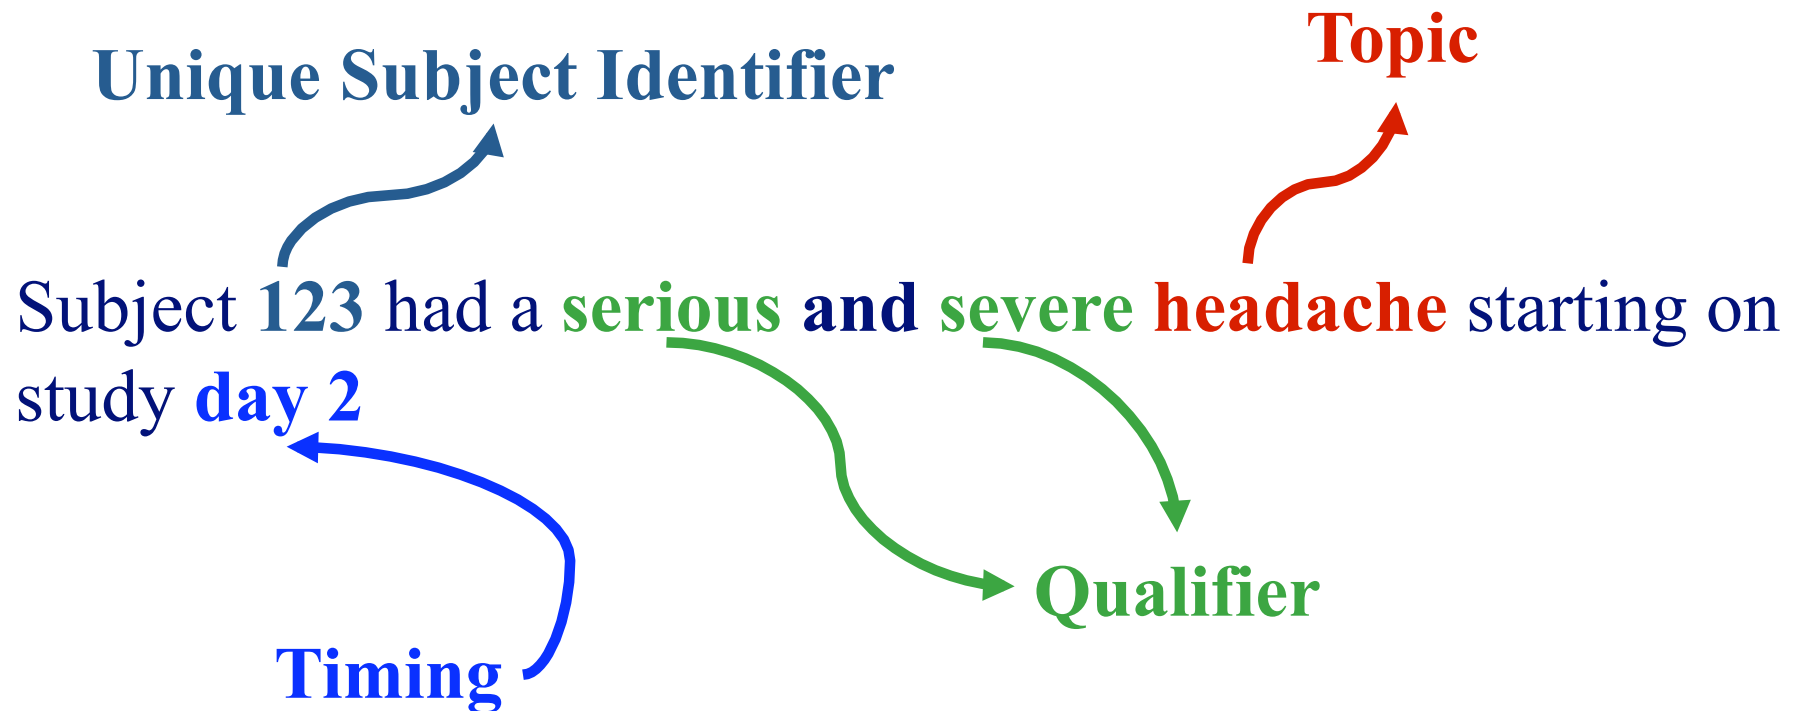 Topic
Unique Subject Identifier
Subject 123 had a serious and severe headache starting on
study day 2
Qualifier
Timing